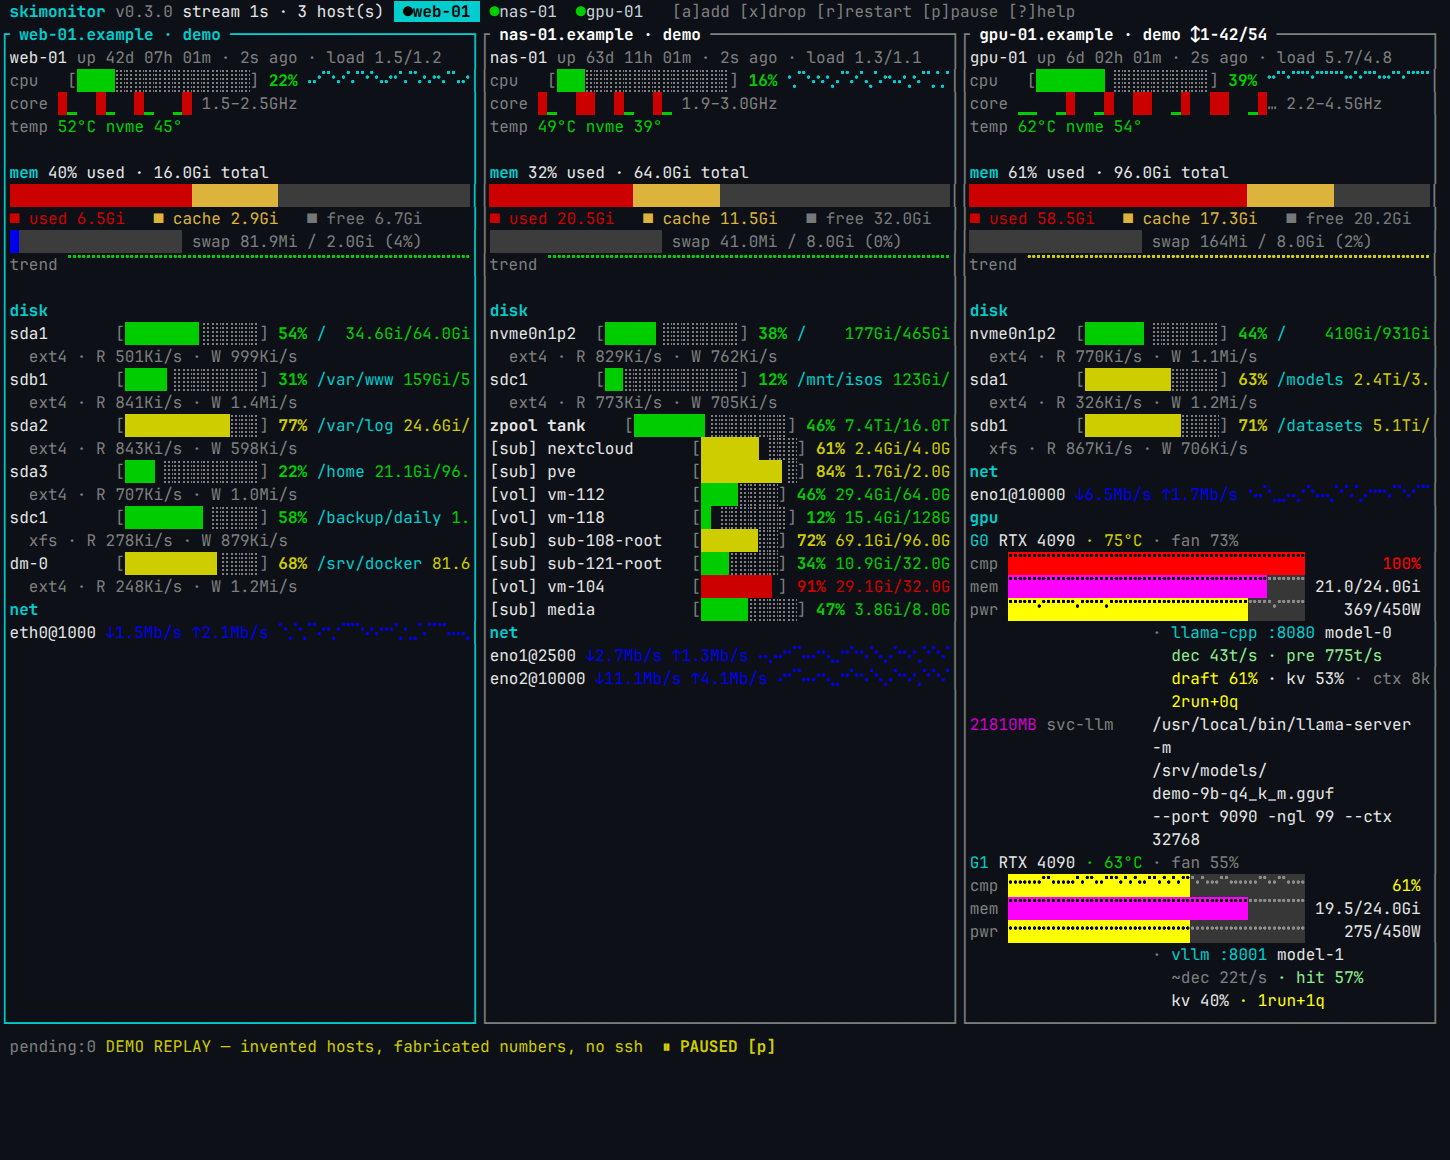 skimonitor v0.3.0 stream 1s · 3 host(s) ●web-01 ●nas-01 ●gpu-01 [a]add [x]drop [r]restart [p]pause [?]help
web-01.example · demo
web-01 up 42d 07h 01m · 2s ago · load 1.5/1.2
cpu [ ] 22%
core 1.5–2.5GHz
temp 52°C nvme 45°
mem 40% used · 16.0Gi total
■ used 6.5Gi ■ cache 2.9Gi ■ free 6.7Gi
swap 81.9Mi / 2.0Gi (4%)
trend
disk
sda1 [ ] 54% / 34.6Gi/64.0Gi
ext4 · R 501Ki/s · W 999Ki/s
sdb1 [ ] 31% /var/www 159Gi/5
ext4 · R 841Ki/s · W 1.4Mi/s
sda2 [ ] 77% /var/log 24.6Gi/
ext4 · R 843Ki/s · W 598Ki/s
sda3 [ ] 22% /home 21.1Gi/96.
ext4 · R 707Ki/s · W 1.0Mi/s
sdc1 [ ] 58% /backup/daily 1.
xfs · R 278Ki/s · W 879Ki/s
dm-0 [ ] 68% /srv/docker 81.6
ext4 · R 248Ki/s · W 1.2Mi/s
net
eth0@1000 ↓1.5Mb/s ↑2.1Mb/s
nas-01.example · demo
nas-01 up 63d 11h 01m · 2s ago · load 1.3/1.1
cpu [ ] 16%
core 1.9–3.0GHz
temp 49°C nvme 39°
mem 32% used · 64.0Gi total
■ used 20.5Gi ■ cache 11.5Gi ■ free 32.0Gi
swap 41.0Mi / 8.0Gi (0%)
trend
disk
nvme0n1p2 [ ] 38% / 177Gi/465Gi
ext4 · R 829Ki/s · W 762Ki/s
sdc1 [ ] 12% /mnt/isos 123Gi/
ext4 · R 773Ki/s · W 705Ki/s
zpool tank [ ] 46% 7.4Ti/16.0T
[sub] nextcloud [ ] 61% 2.4Gi/4.0G
[sub] pve [ ] 84% 1.7Gi/2.0G
[vol] vm-112 [ ] 46% 29.4Gi/64.0G
[vol] vm-118 [ ] 12% 15.4Gi/128G
[sub] sub-108-root [ ] 72% 69.1Gi/96.0G
[sub] sub-121-root [ ] 34% 10.9Gi/32.0G
[vol] vm-104 [ ] 91% 29.1Gi/32.0G
[sub] media [ ] 47% 3.8Gi/8.0G
net
eno1@2500 ↓2.7Mb/s ↑1.3Mb/s
eno2@10000 ↓11.1Mb/s ↑4.1Mb/s
gpu-01.example · demo ↕1-42/54
gpu-01 up 6d 02h 01m · 2s ago · load 5.7/4.8
cpu [ ] 39%
core … 2.2–4.5GHz
temp 62°C nvme 54°
mem 61% used · 96.0Gi total
■ used 58.5Gi ■ cache 17.3Gi ■ free 20.2Gi
swap 164Mi / 8.0Gi (2%)
trend
disk
nvme0n1p2 [ ] 44% / 410Gi/931Gi
ext4 · R 770Ki/s · W 1.1Mi/s
sda1 [ ] 63% /models 2.4Ti/3.
ext4 · R 326Ki/s · W 1.2Mi/s
sdb1 [ ] 71% /datasets 5.1Ti/
xfs · R 867Ki/s · W 706Ki/s
net
eno1@10000 ↓6.5Mb/s ↑1.7Mb/s
gpu
G0 RTX 4090 · 75°C · fan 73%
cmp 100%
mem 21.0/24.0Gi
pwr 369/450W
· llama-cpp :8080 model-0
dec 43t/s · pre 775t/s
draft 61% · kv 53% · ctx 8k
2run+0q
21810MB svc-llm /usr/local/bin/llama-server
-m
/srv/models/
demo-9b-q4_k_m.gguf
--port 9090 -ngl 99 --ctx
32768
G1 RTX 4090 · 63°C · fan 55%
cmp 61%
mem 19.5/24.0Gi
pwr 275/450W
· vllm :8001 model-1
~dec 22t/s · hit 57%
kv 40% · 1run+1q
pending:0 DEMO REPLAY — invented hosts, fabricated numbers, no ssh ⏸ PAUSED [p]